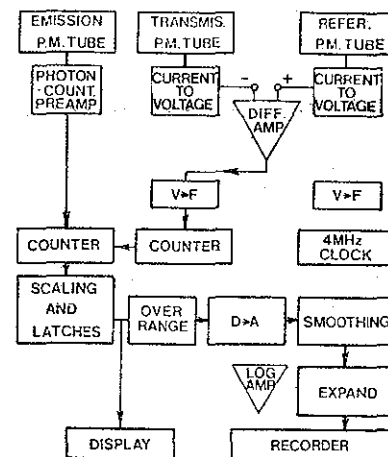 EMISSION
P.M. TUBE
TRANSMIS.
P.M. TUBE
REFER.
P.M. TUBE
PHOTON
-COUNT.
PREAMP
CURRENT
TO
VOLTAGE
-
+
CURRENT
TO
VOLTAGE
DIFF.
AMP
V➔F
V➔F
COUNTER
COUNTER
4MHz
CLOCK
SCALING
AND
LATCHES
OVER
RANGE
D➔A
SMOOTHING
LOG
AMP
EXPAND
DISPLAY
RECORDER